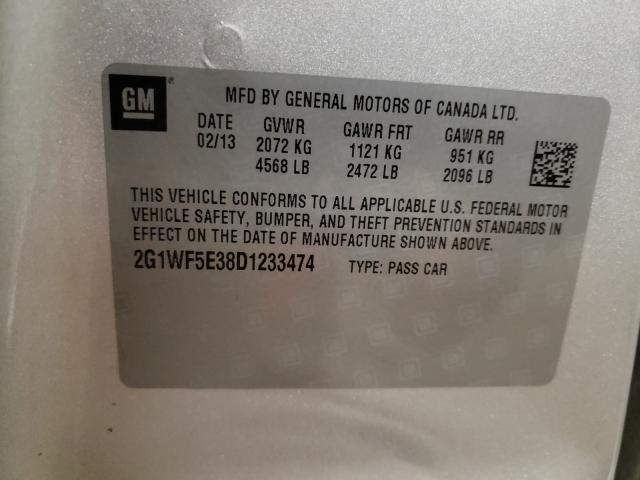 GM ®
MFD BY GENERAL MOTORS OF CANADA LTD.
DATE GVWR GAWR FRT GAWR RR
02/13 2072 KG 1121 KG 951 KG
4568 LB 2472 LB 2096 LB
THIS VEHICLE CONFORMS TO ALL APPLICABLE U.S. FEDERAL MOTOR
VEHICLE SAFETY, BUMPER, AND THEFT PREVENTION STANDARDS IN
EFFECT ON THE DATE OF MANUFACTURE SHOWN ABOVE.
2G1WF5E38D1233474 TYPE: PASS CAR